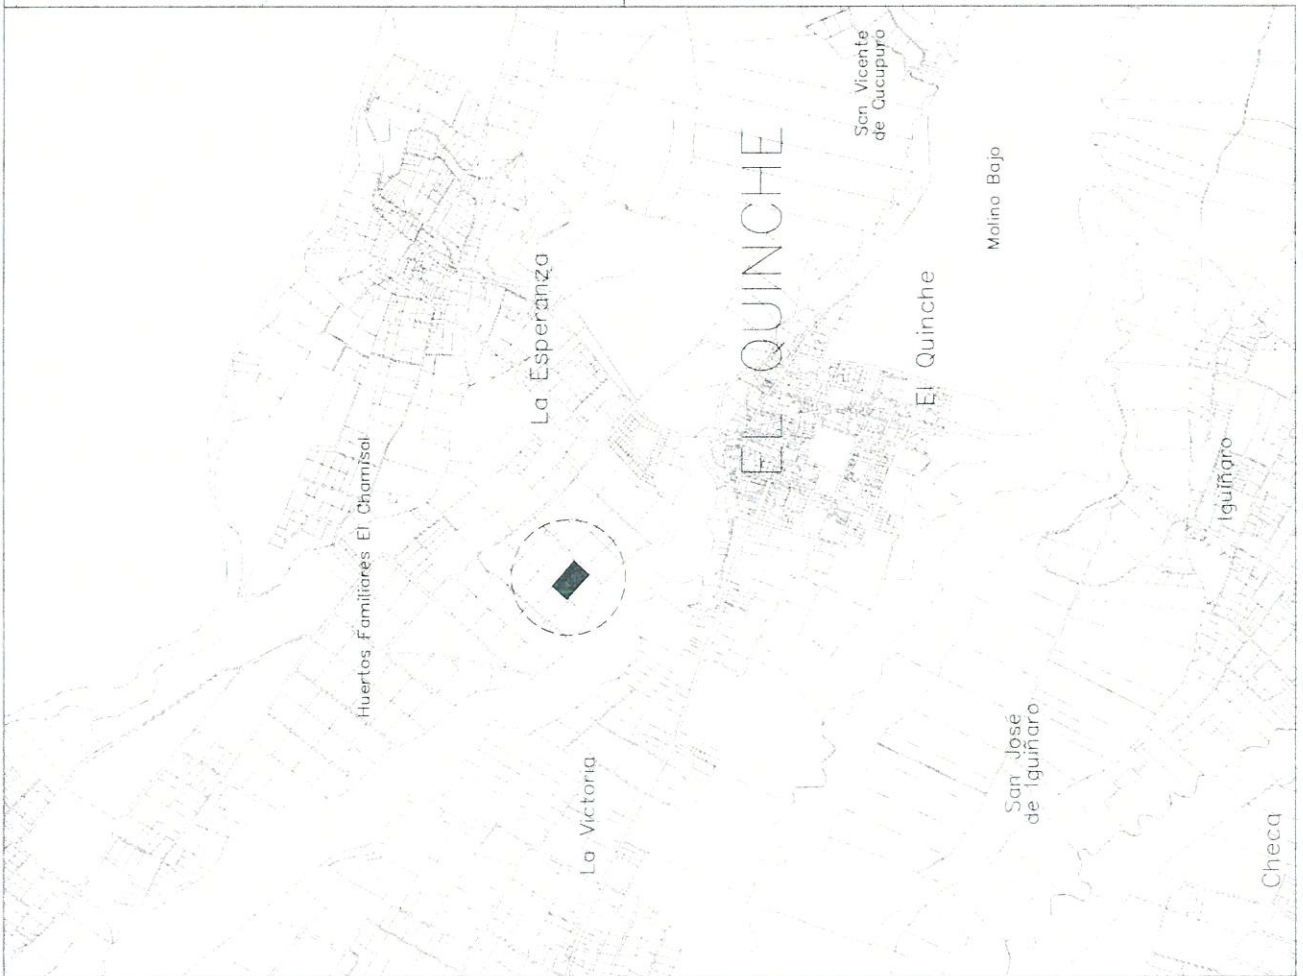 Huertos Familiares El Chamisal
La Esperanza
La Victoria
EL QUINCHE
San Vicente
de Cucupuro
El Quinche
Molino Bajo
San José
de Iguiñaro
Iguiñaro
Checa